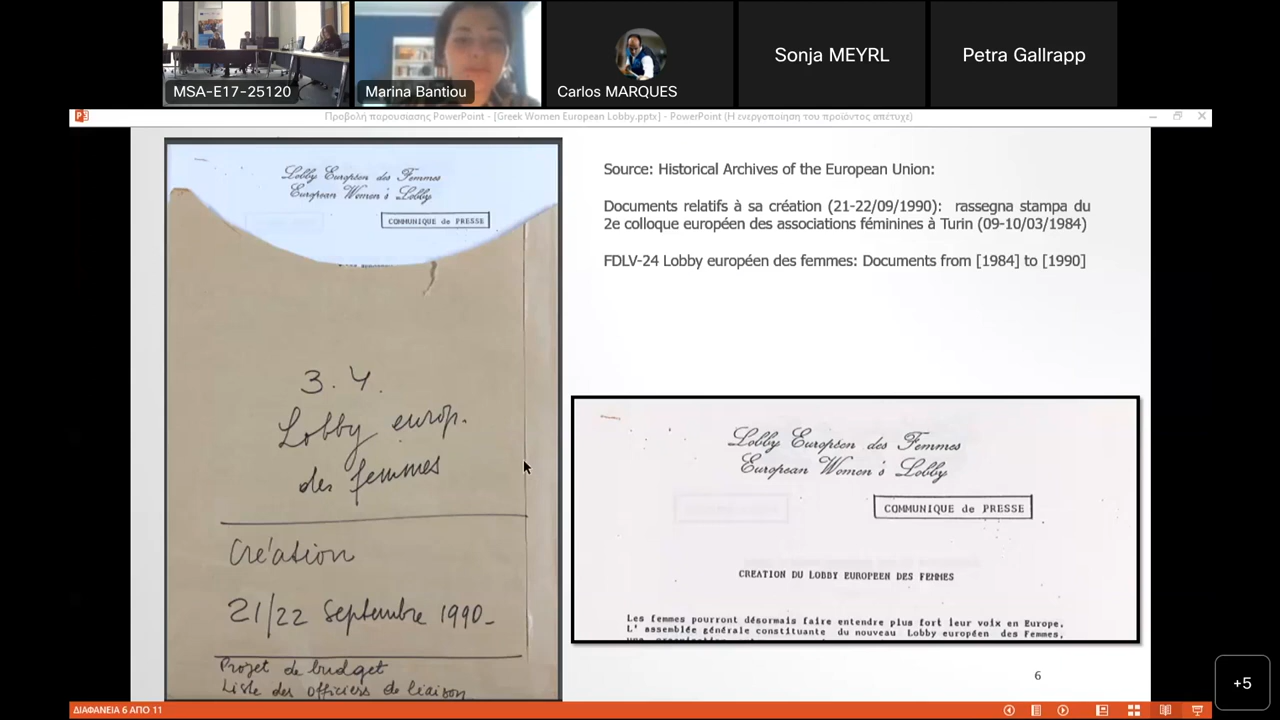 MSA-E17-25120
Marina Bantiou
Carlos MARQUES
Sonja MEYRL
Petra Gallrapp
Προβολή παρουσίασης PowerPoint - [Greek Women European Lobby.pptx] - PowerPoint (Η ενεργοποίηση του προϊόντος απέτυχε)
Lobby Européen des Femmes
European Women's Lobby
COMMUNIQUE de PRESSE
3.4.
Lobby europ.
des femmes
Création
21/22 Septembre 1990_
Projet de budget
Liste des officiers de liaison
Source: Historical Archives of the European Union:
Documents relatifs à sa création (21-22/09/1990): rassegna stampa du
2e colloque européen des associations féminines à Turin (09-10/03/1984)
FDLV-24 Lobby européen des femmes: Documents from [1984] to [1990]
Lobby Européen des Femmes
European Women's Lobby
COMMUNIQUE de PRESSE
CREATION DU LOBBY EUROPEEN DES FEMMES
Les femmes pourront désormais faire entendre plus fort leur voix en Europe.
L' assemblée générale constituante du nouveau Lobby européen des Femmes,
6
+5
ΔΙΑΦΑΝΕΙΑ 6 ΑΠΟ 11